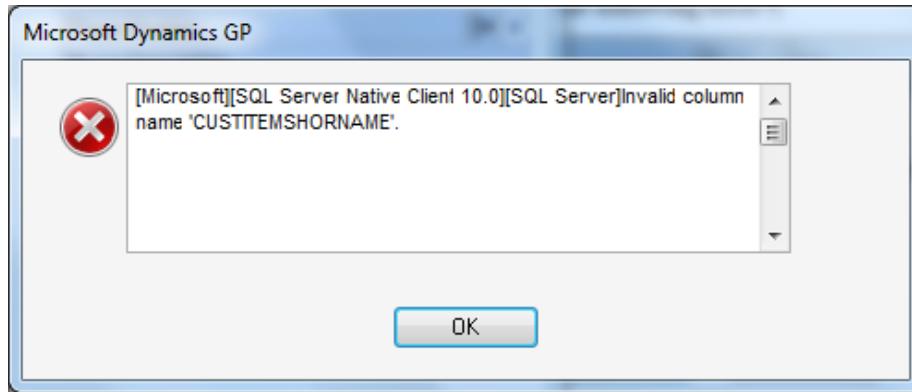 Microsoft Dynamics GP
[Microsoft][SQL Server Native Client 10.0][SQL Server]Invalid column
name 'CUSTITEMSHORNAME'.
OK